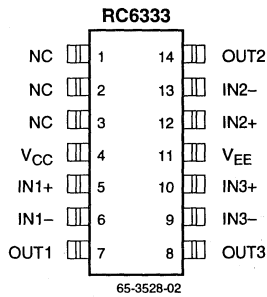 RC6333
NC 1 14 OUT2
NC 2 13 IN2−
NC 3 12 IN2+
VCC 4 11 VEE
IN1+ 5 10 IN3+
IN1− 6 9 IN3−
OUT1 7 8 OUT3
65-3528-02